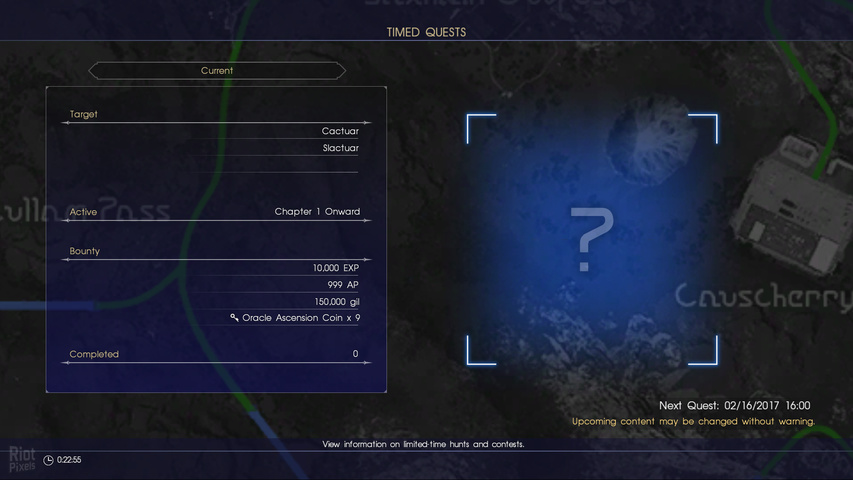 TIMED QUESTS
Current
Target
Cactuar
Slactuar
Active Chapter 1 Onward
Bounty
10,000 EXP
999 AP
150,000 gil
Oracle Ascension Coin x 9
Completed 0
?
Causcherry
Next Quest: 02/16/2017 16:00
Upcoming content may be changed without warning.
View information on limited-time hunts and contests.
Riot
Pixels
0:22:55